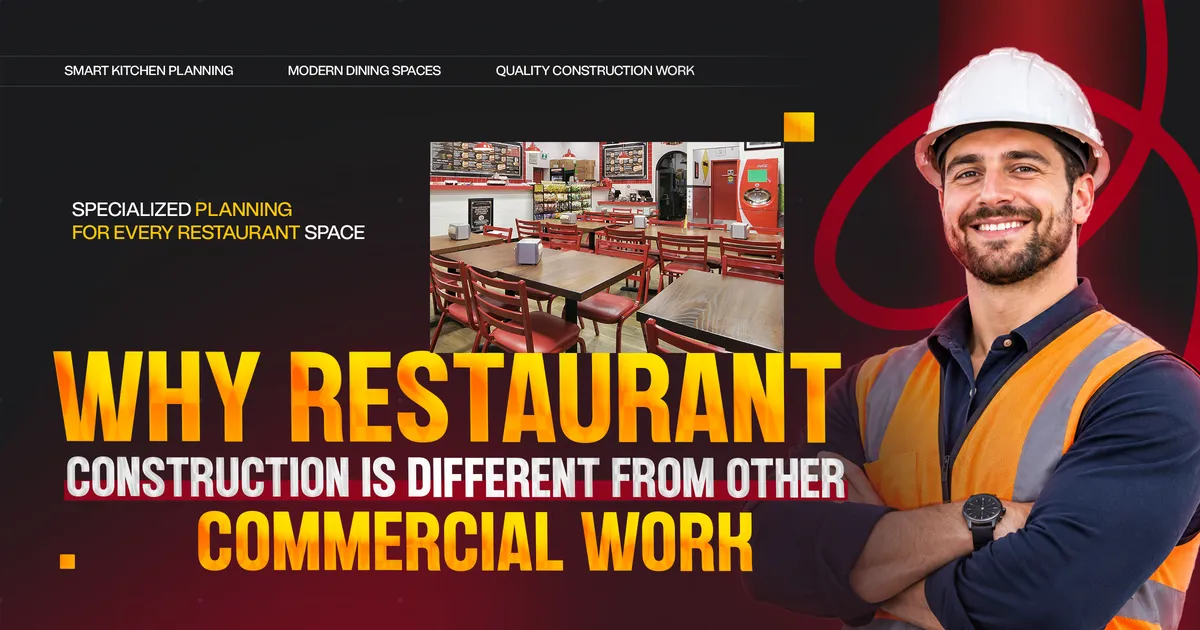 SMART KITCHEN PLANNING
MODERN DINING SPACES
QUALITY CONSTRUCTION WORK
SPECIALIZED PLANNING
FOR EVERY RESTAURANT SPACE
WHY RESTAURANT
CONSTRUCTION IS DIFFERENT FROM OTHER
COMMERCIAL WORK